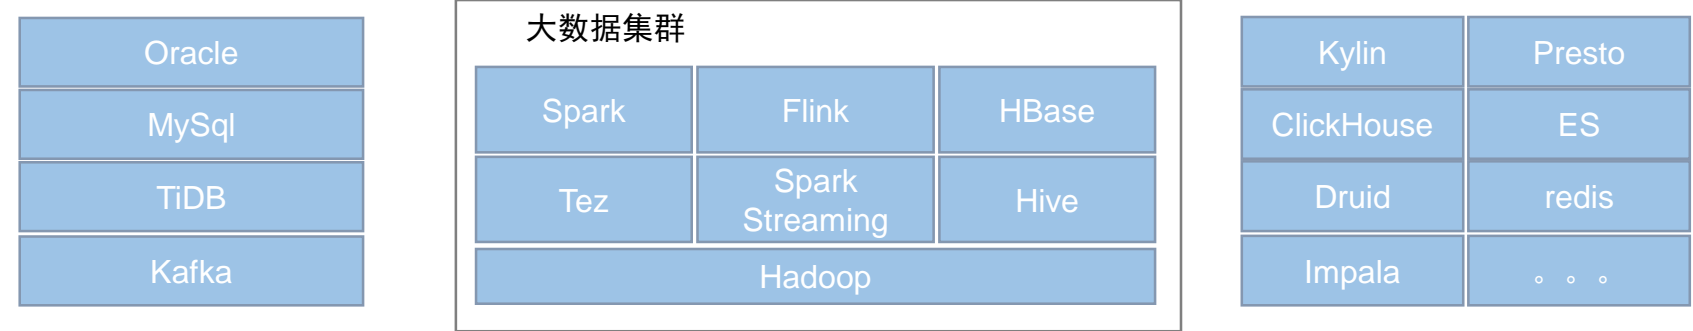 Oracle
MySql
TiDB
Kafka
大数据集群
Spark
Flink
HBase
Tez
Spark
Streaming
Hive
Hadoop
Kylin
Presto
ClickHouse
ES
Druid
redis
Impala
。。。